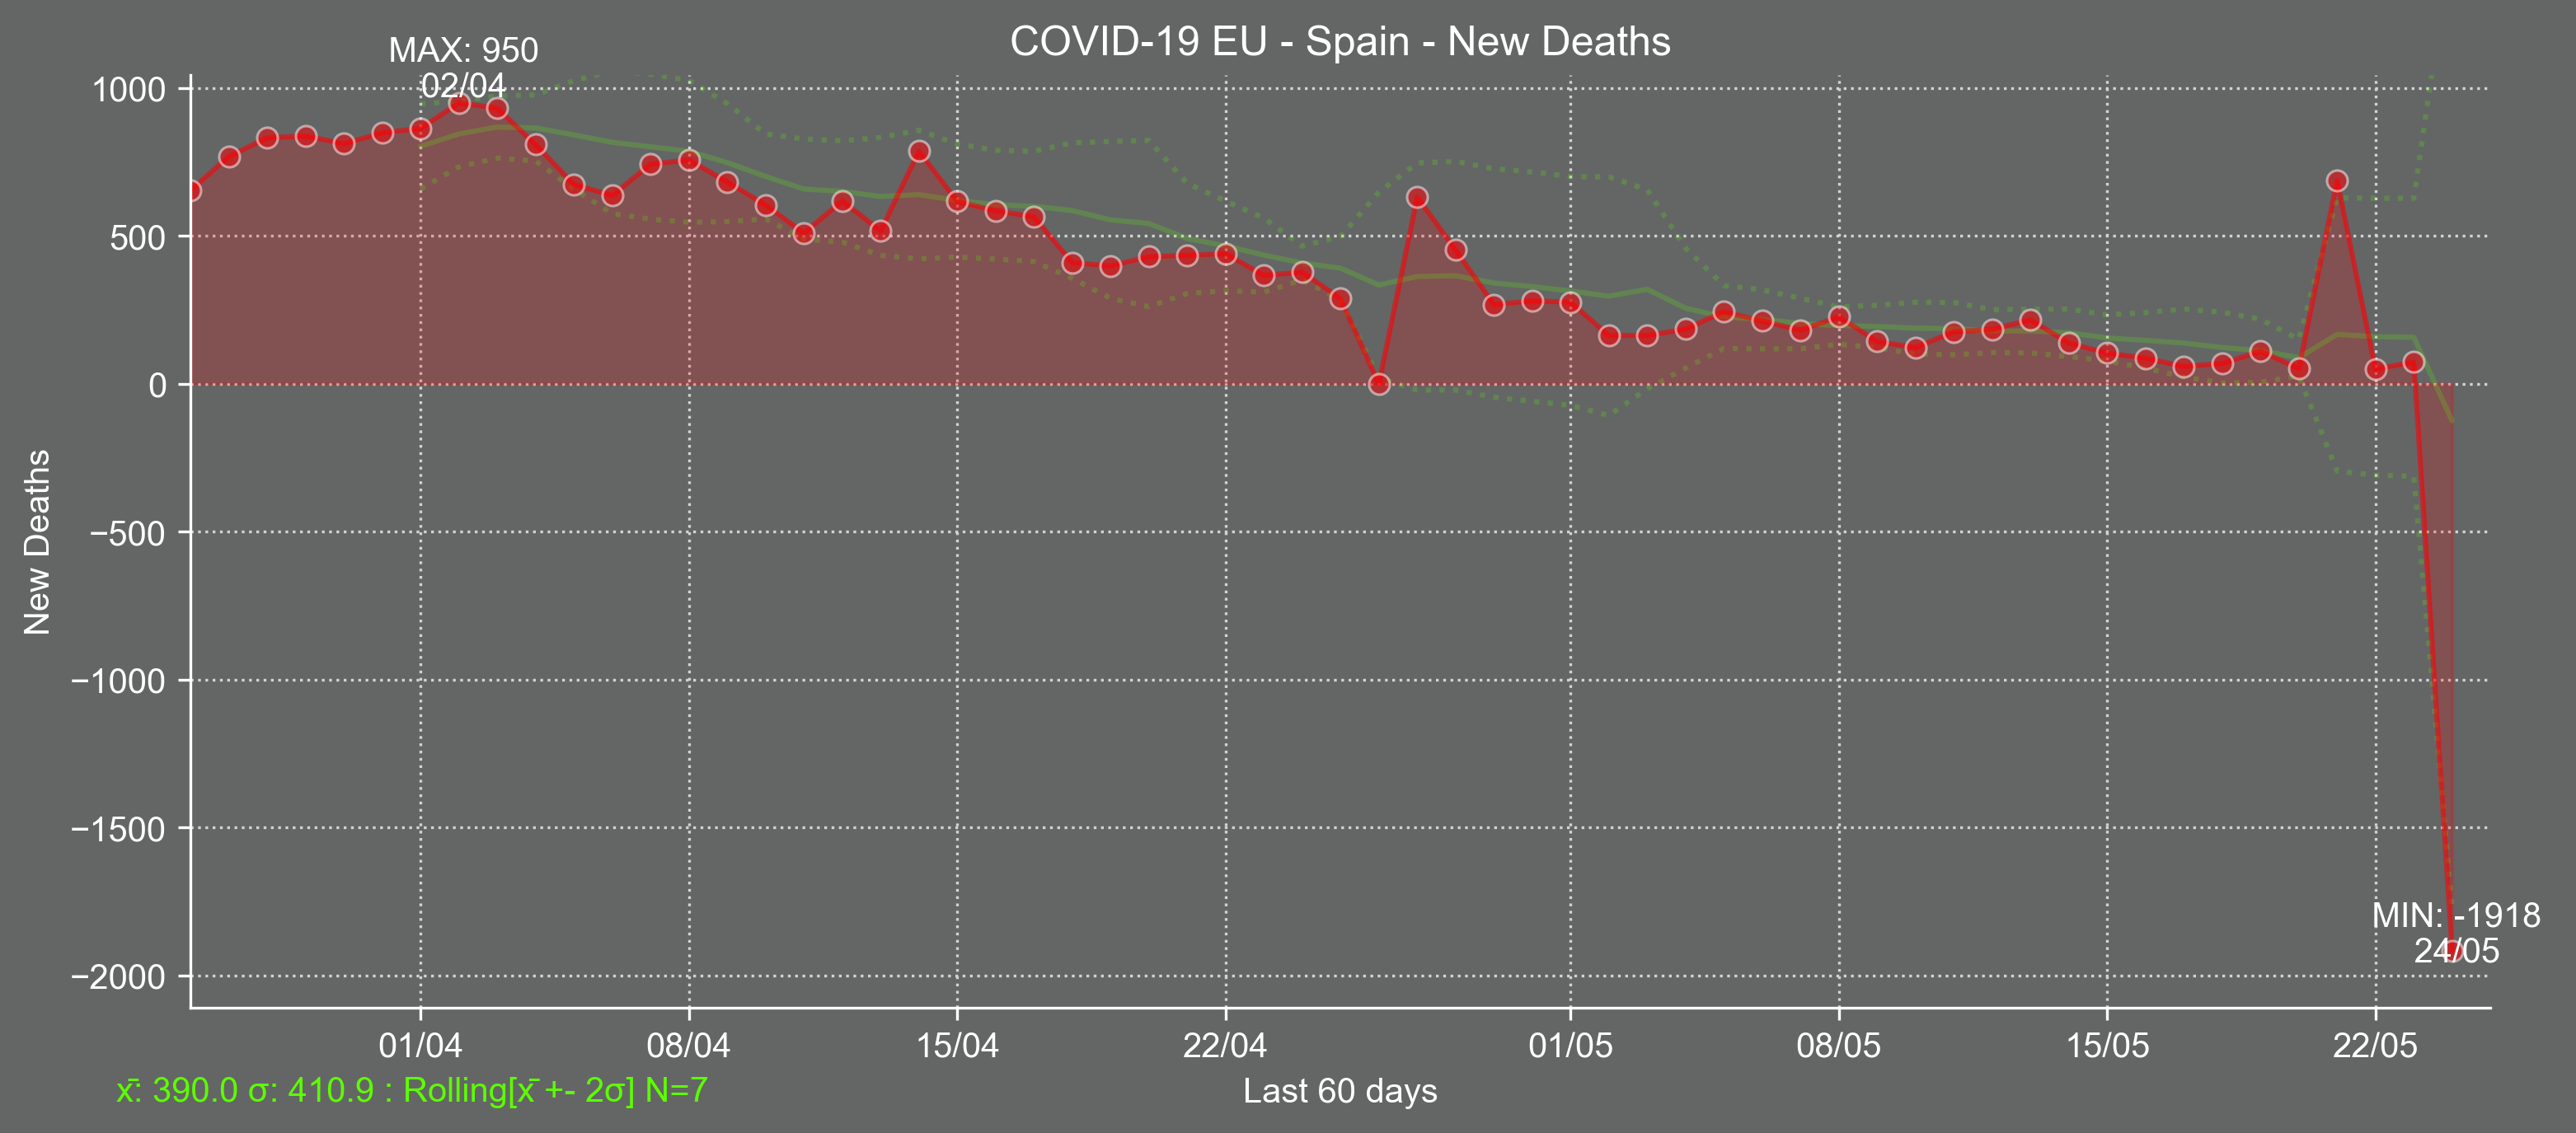 COVID-19 EU - Spain - New Deaths
MAX: 950
02/04
1000
500
0
−500
−1000
−1500
−2000
New Deaths
MIN: -1918
24/05
01/04
08/04
15/04
22/04
01/05
08/05
15/05
22/05
x̄: 390.0 σ: 410.9 : Rolling[x̄ +- 2σ] N=7
Last 60 days